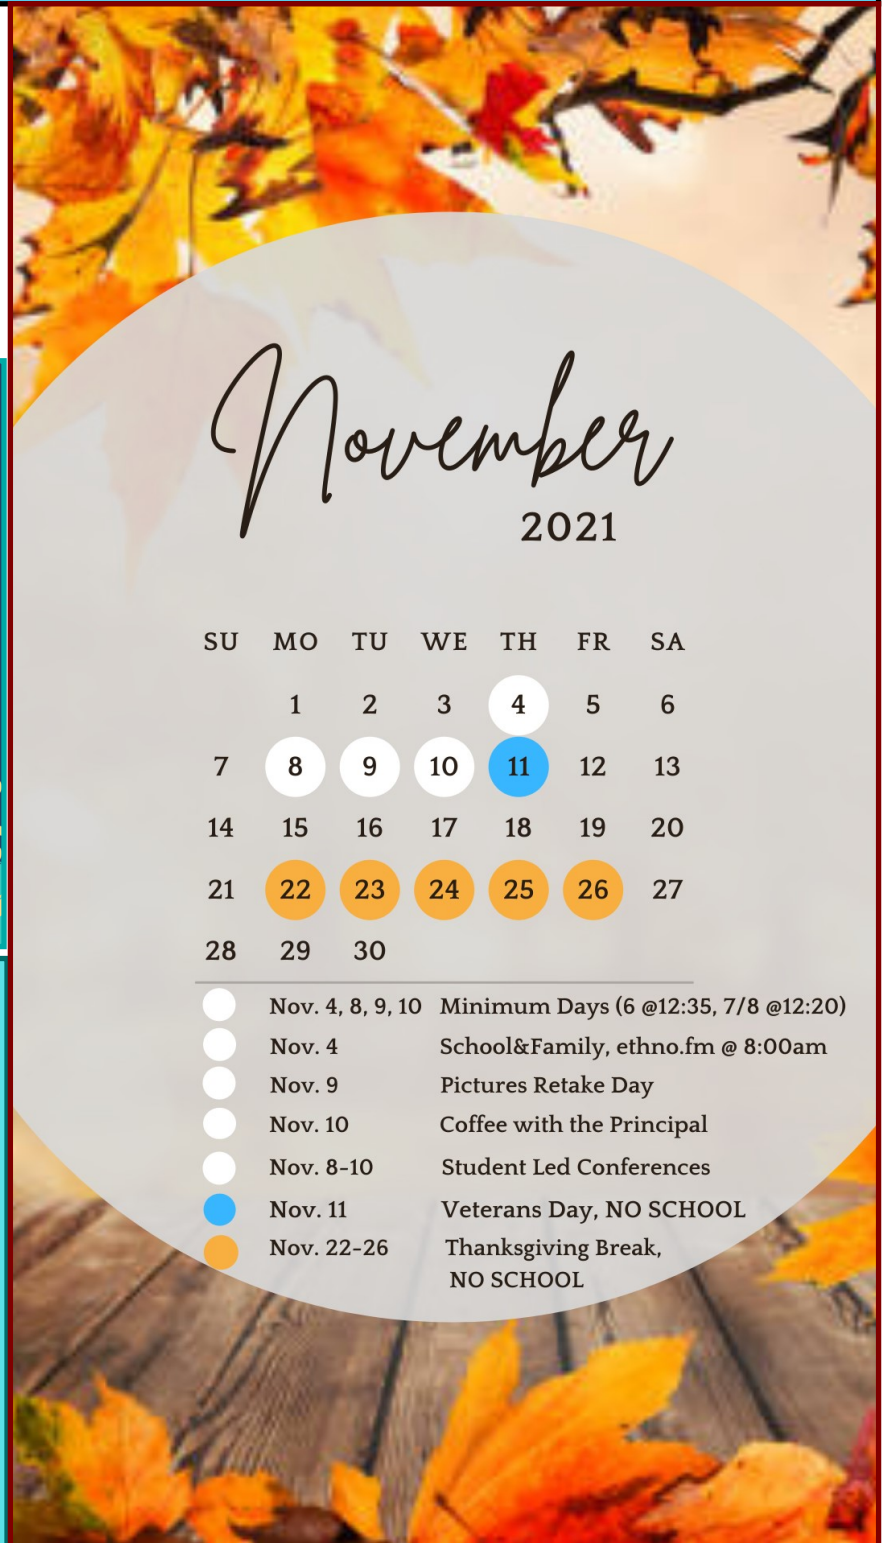 November
2021
SU MO TU WE TH FR SA
1 2 3 4 5 6
7 8 9 10 11 12 13
14 15 16 17 18 19 20
21 22 23 24 25 26 27
28 29 30
Nov. 4, 8, 9, 10 Minimum Days (6 @12:35, 7/8 @12:20)
Nov. 4 School&Family, ethno.fm @ 8:00am
Nov. 9 Pictures Retake Day
Nov. 10 Coffee with the Principal
Nov. 8-10 Student Led Conferences
Nov. 11 Veterans Day, NO SCHOOL
Nov. 22-26 Thanksgiving Break,
NO SCHOOL